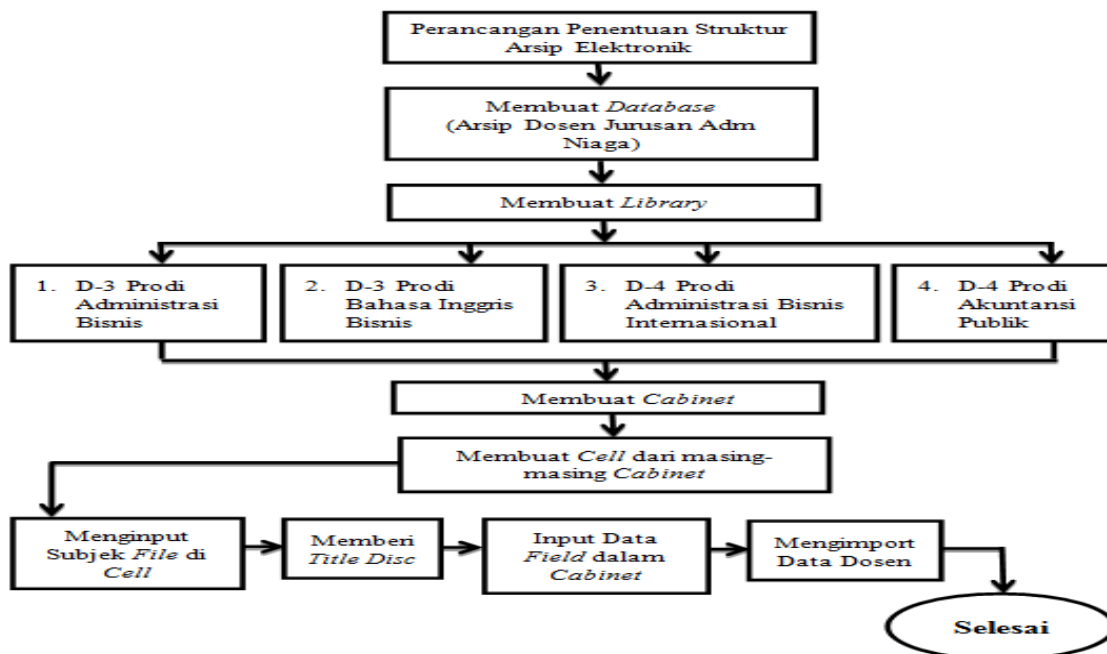 Perancangan Penentuan Struktur
Arsip Elektronik
Membuat Database
(Arsip Dosen Jurusan Adm
Niaga)
Membuat Library
1. D-3 Prodi
Administrasi
Bisnis
2. D-3 Prodi
Bahasa Inggris
Bisnis
3. D-4 Prodi
Administrasi Bisnis
Internasional
4. D-4 Prodi
Akuntansi
Publik
Membuat Cabinet
Membuat Cell dari masing-
masing Cabinet
Menginput
Subjek File di
Cell
Memberi
Title Disc
Input Data
Field dalam
Cabinet
Mengimport
Data Dosen
Selesai